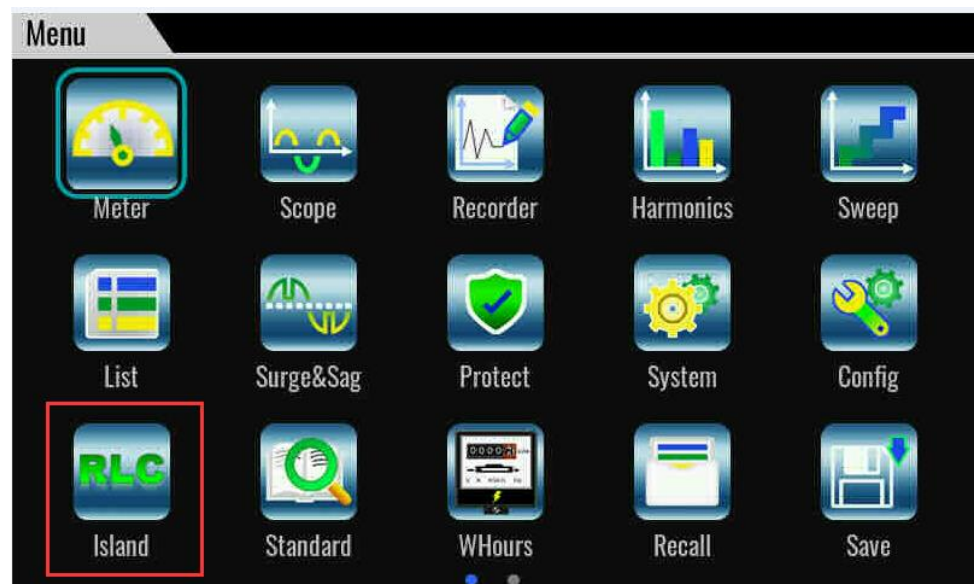 Menu
Meter Scope Recorder Harmonics Sweep
List Surge&Sag Protect System Config
RLC
Island Standard WHours Recall Save